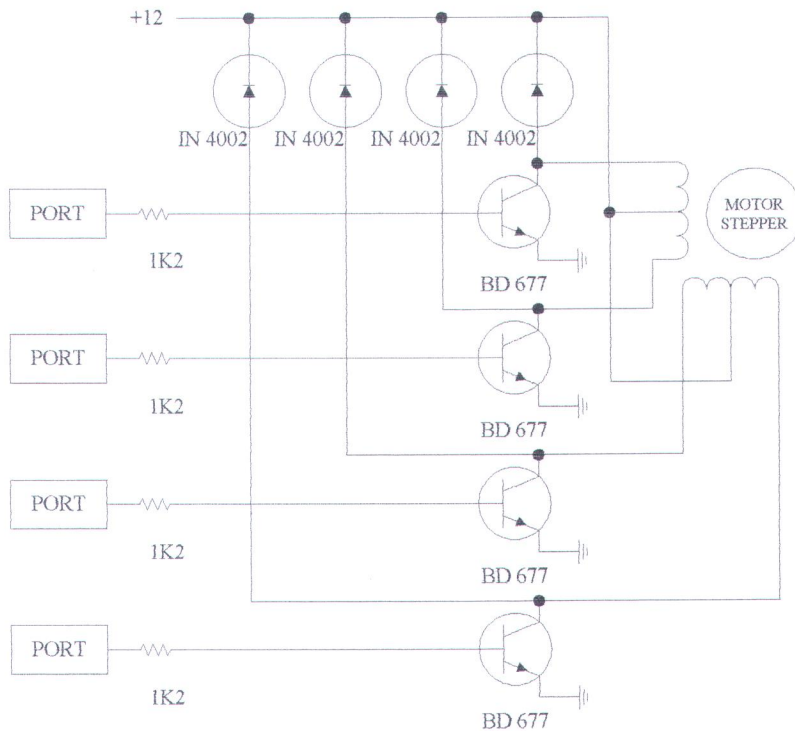 +12
IN 4002 IN 4002 IN 4002 IN 4002
PORT
1K2
BD 677
MOTOR
STEPPER
PORT
1K2
BD 677
PORT
1K2
BD 677
PORT
1K2
BD 677